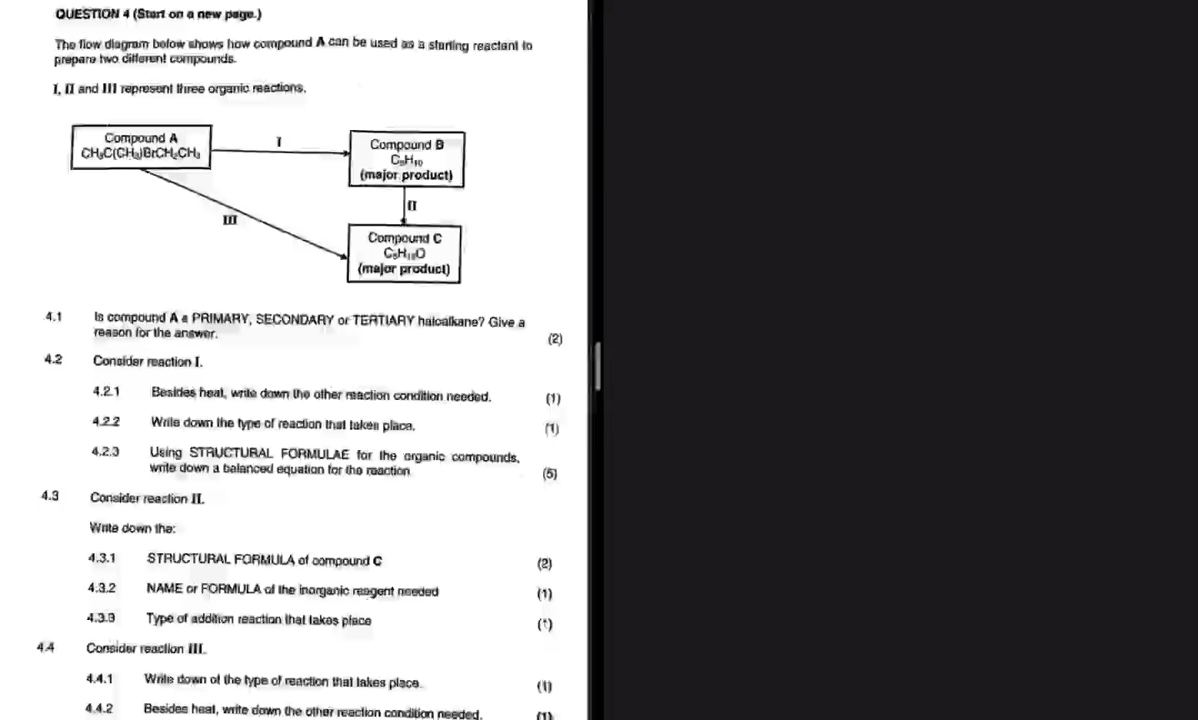 QUESTION 4 (Start on a new page.)
The flow diagram below shows how compound A can be used as a starting reactant to
prepare two different compounds.
I, II and III represent three organic reactions.
Compound A
CH₃C(CH₃)BrCH₂CH₃
I
Compound B
C₅H₁₀
(major product)
II
III
Compound C
C₅H₁₂O
(major product)
4.1 Is compound A a PRIMARY, SECONDARY or TERTIARY haloalkane? Give a
reason for the answer. (2)
4.2 Consider reaction I.
4.2.1 Besides heat, write down the other reaction condition needed. (1)
4.2.2 Write down the type of reaction that takes place. (1)
4.2.3 Using STRUCTURAL FORMULAE for the organic compounds,
write down a balanced equation for the reaction (5)
4.3 Consider reaction II.
Write down the:
4.3.1 STRUCTURAL FORMULA of compound C (2)
4.3.2 NAME or FORMULA of the inorganic reagent needed (1)
4.3.3 Type of addition reaction that takes place (1)
4.4 Consider reaction III.
4.4.1 Write down of the type of reaction that takes place. (1)
4.4.2 Besides heat, write down the other reaction condition needed. (1)